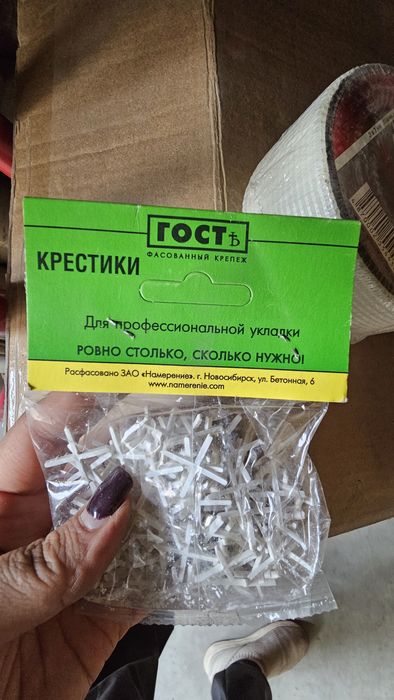 ГОСТѢ
ФАСОВАННЫЙ КРЕПЕЖ
КРЕСТИКИ
Для профессиональной укладки
РОВНО СТОЛЬКО, СКОЛЬКО НУЖНО!
Расфасовано ЗАО «Намерение». г. Новосибирск, ул. Бетонная, 6
www.namerenie.com